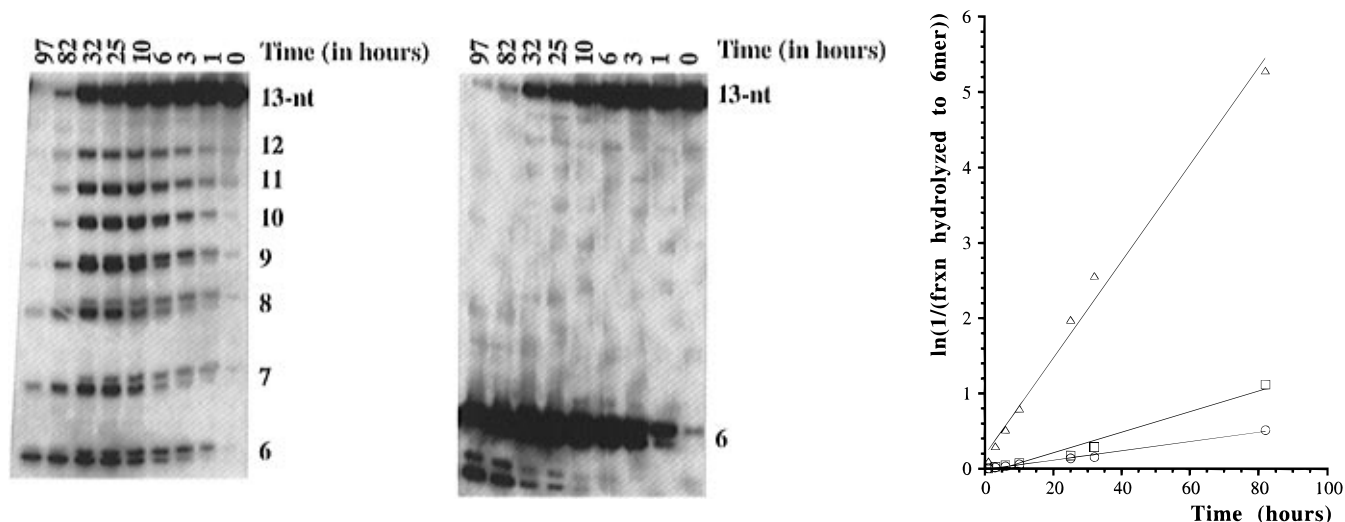 97 82 32 25 10 6 3 1 0 Time (in hours)
13-nt
12
11
10
9
8
7
6
97 82 32 25 10 6 3 1 0 Time (in hours)
13-nt
6
ln(1/(frxn hydrolyzed to 6mer))
6
5
4
3
2
1
0
0 20 40 60 80 100
Time (hours)